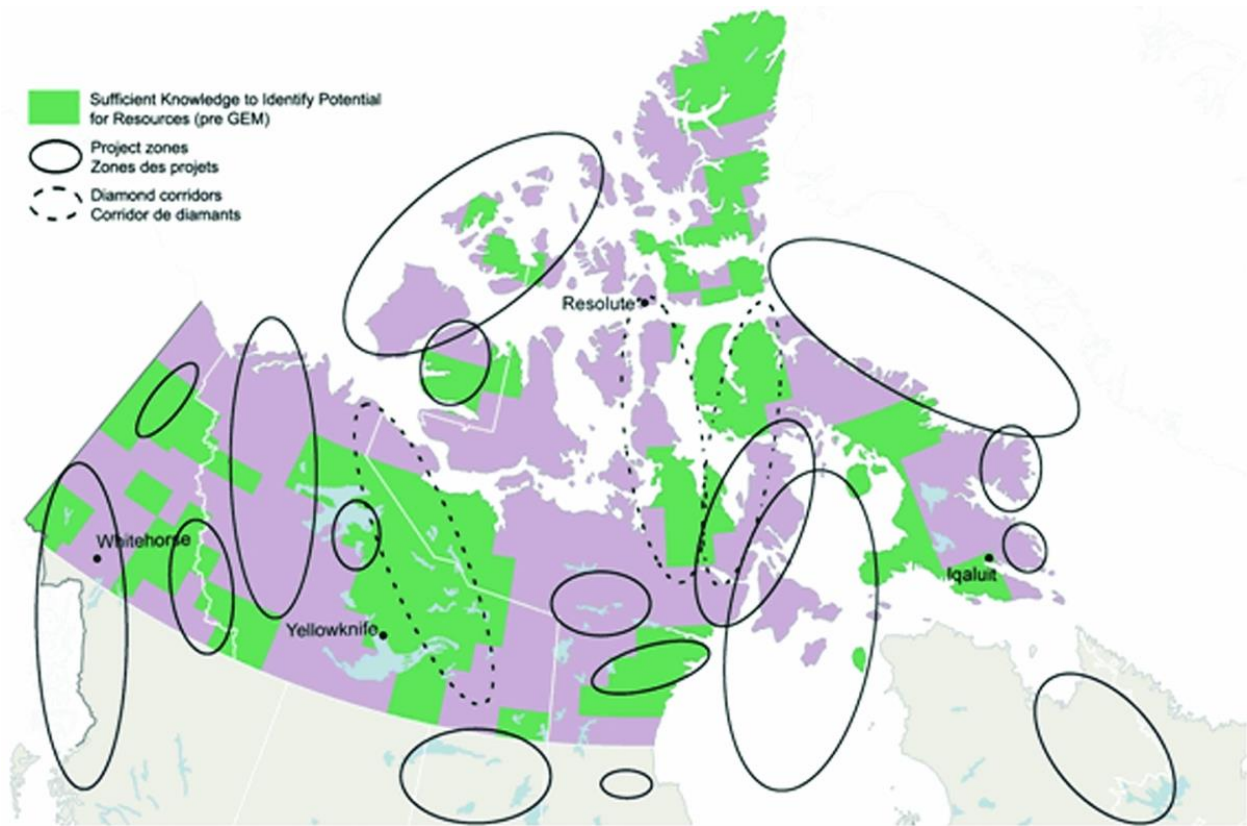 Sufficient Knowledge to Identify Potential
for Resources (pre GEM)
Project zones
Zones des projets
Diamond corridors
Corridor de diamants
Resolute
Whitehorse
Yellowknife
Iqaluit